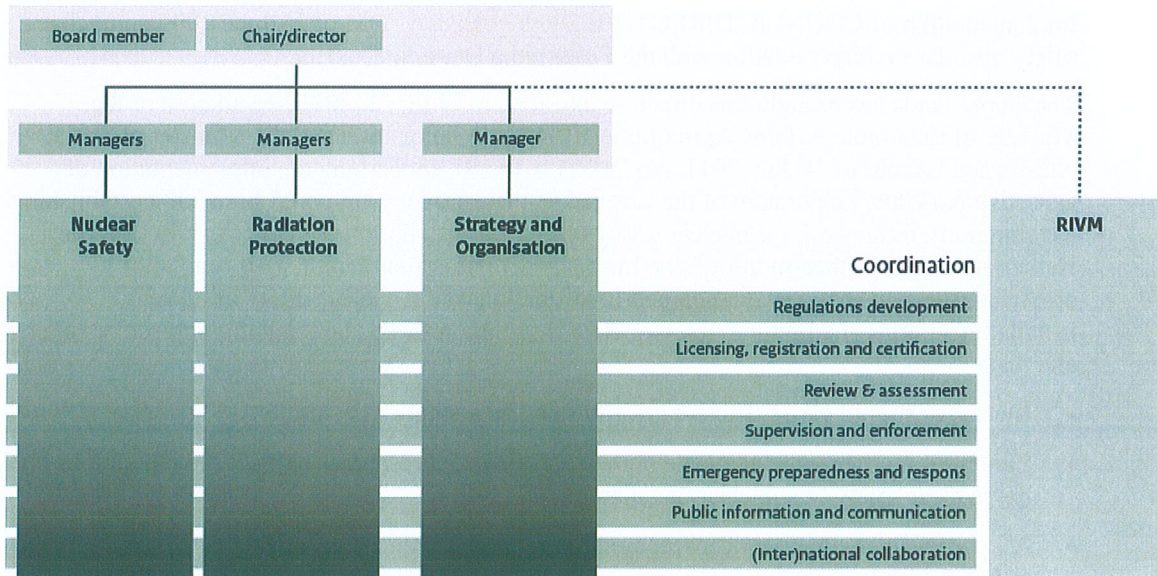 Board member
Chair/director
Managers
Managers
Manager
Nuclear
Safety
Radiation
Protection
Strategy and
Organisation
RIVM
Coordination
Regulations development
Licensing, registration and certification
Review & assessment
Supervision and enforcement
Emergency preparedness and respons
Public information and communication
(Inter)national collaboration